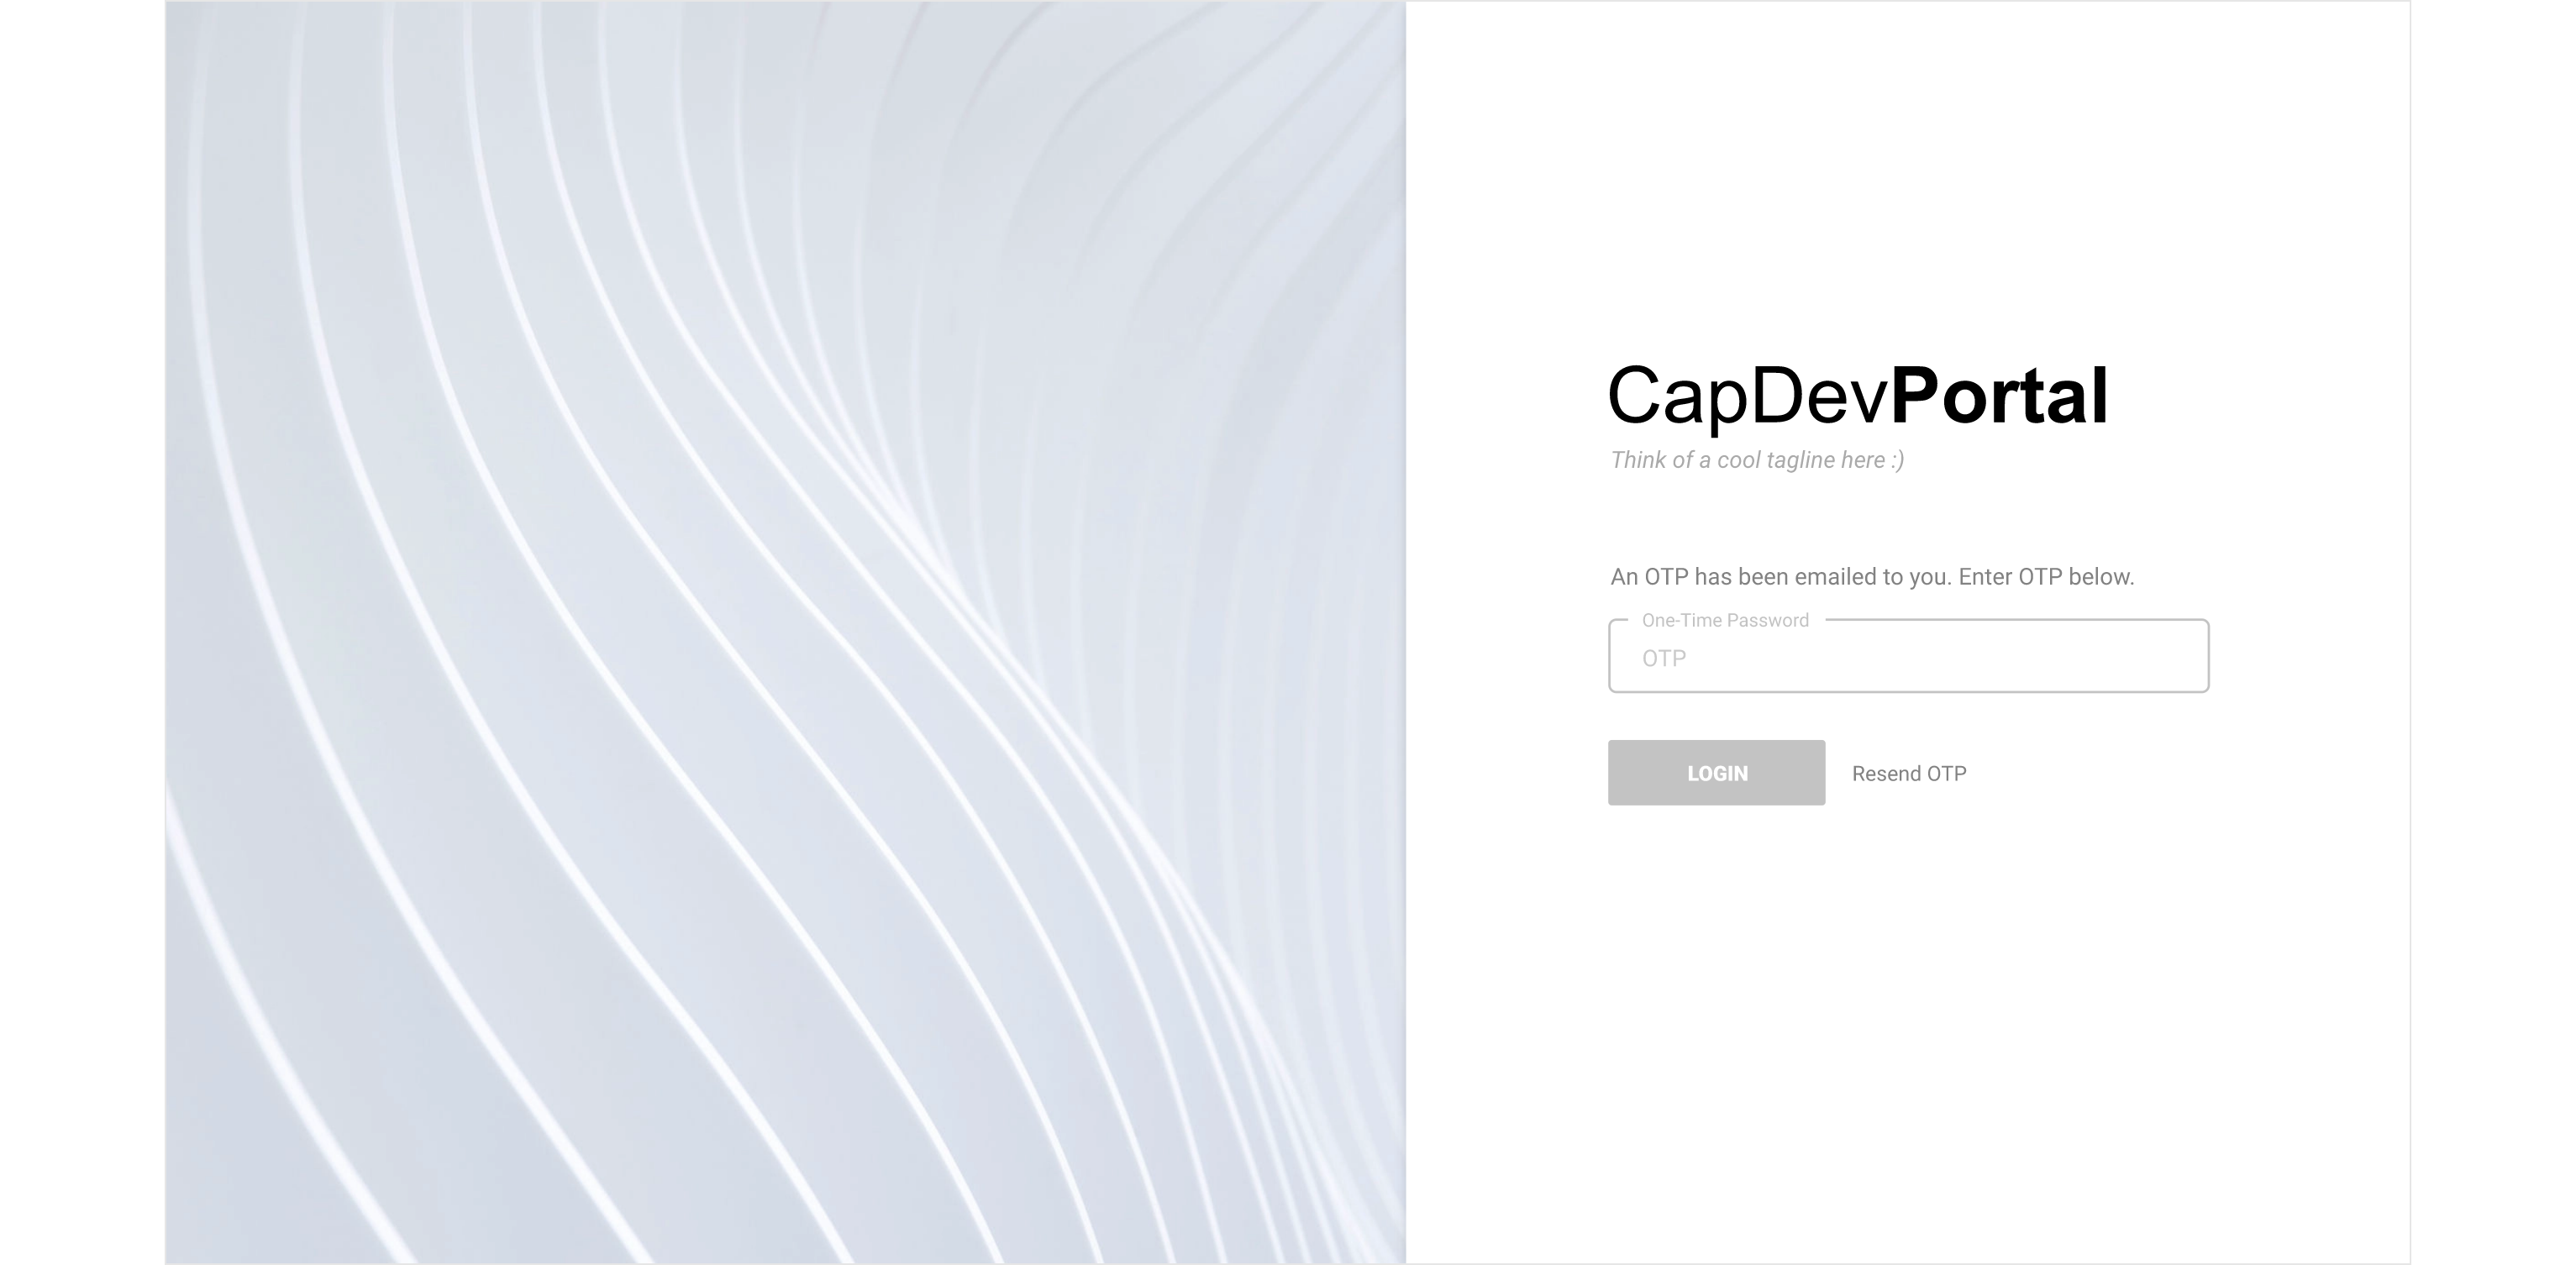 CapDevPortal
Think of a cool tagline here :)
An OTP has been emailed to you. Enter OTP below.
One-Time Password
OTP
LOGIN
Resend OTP